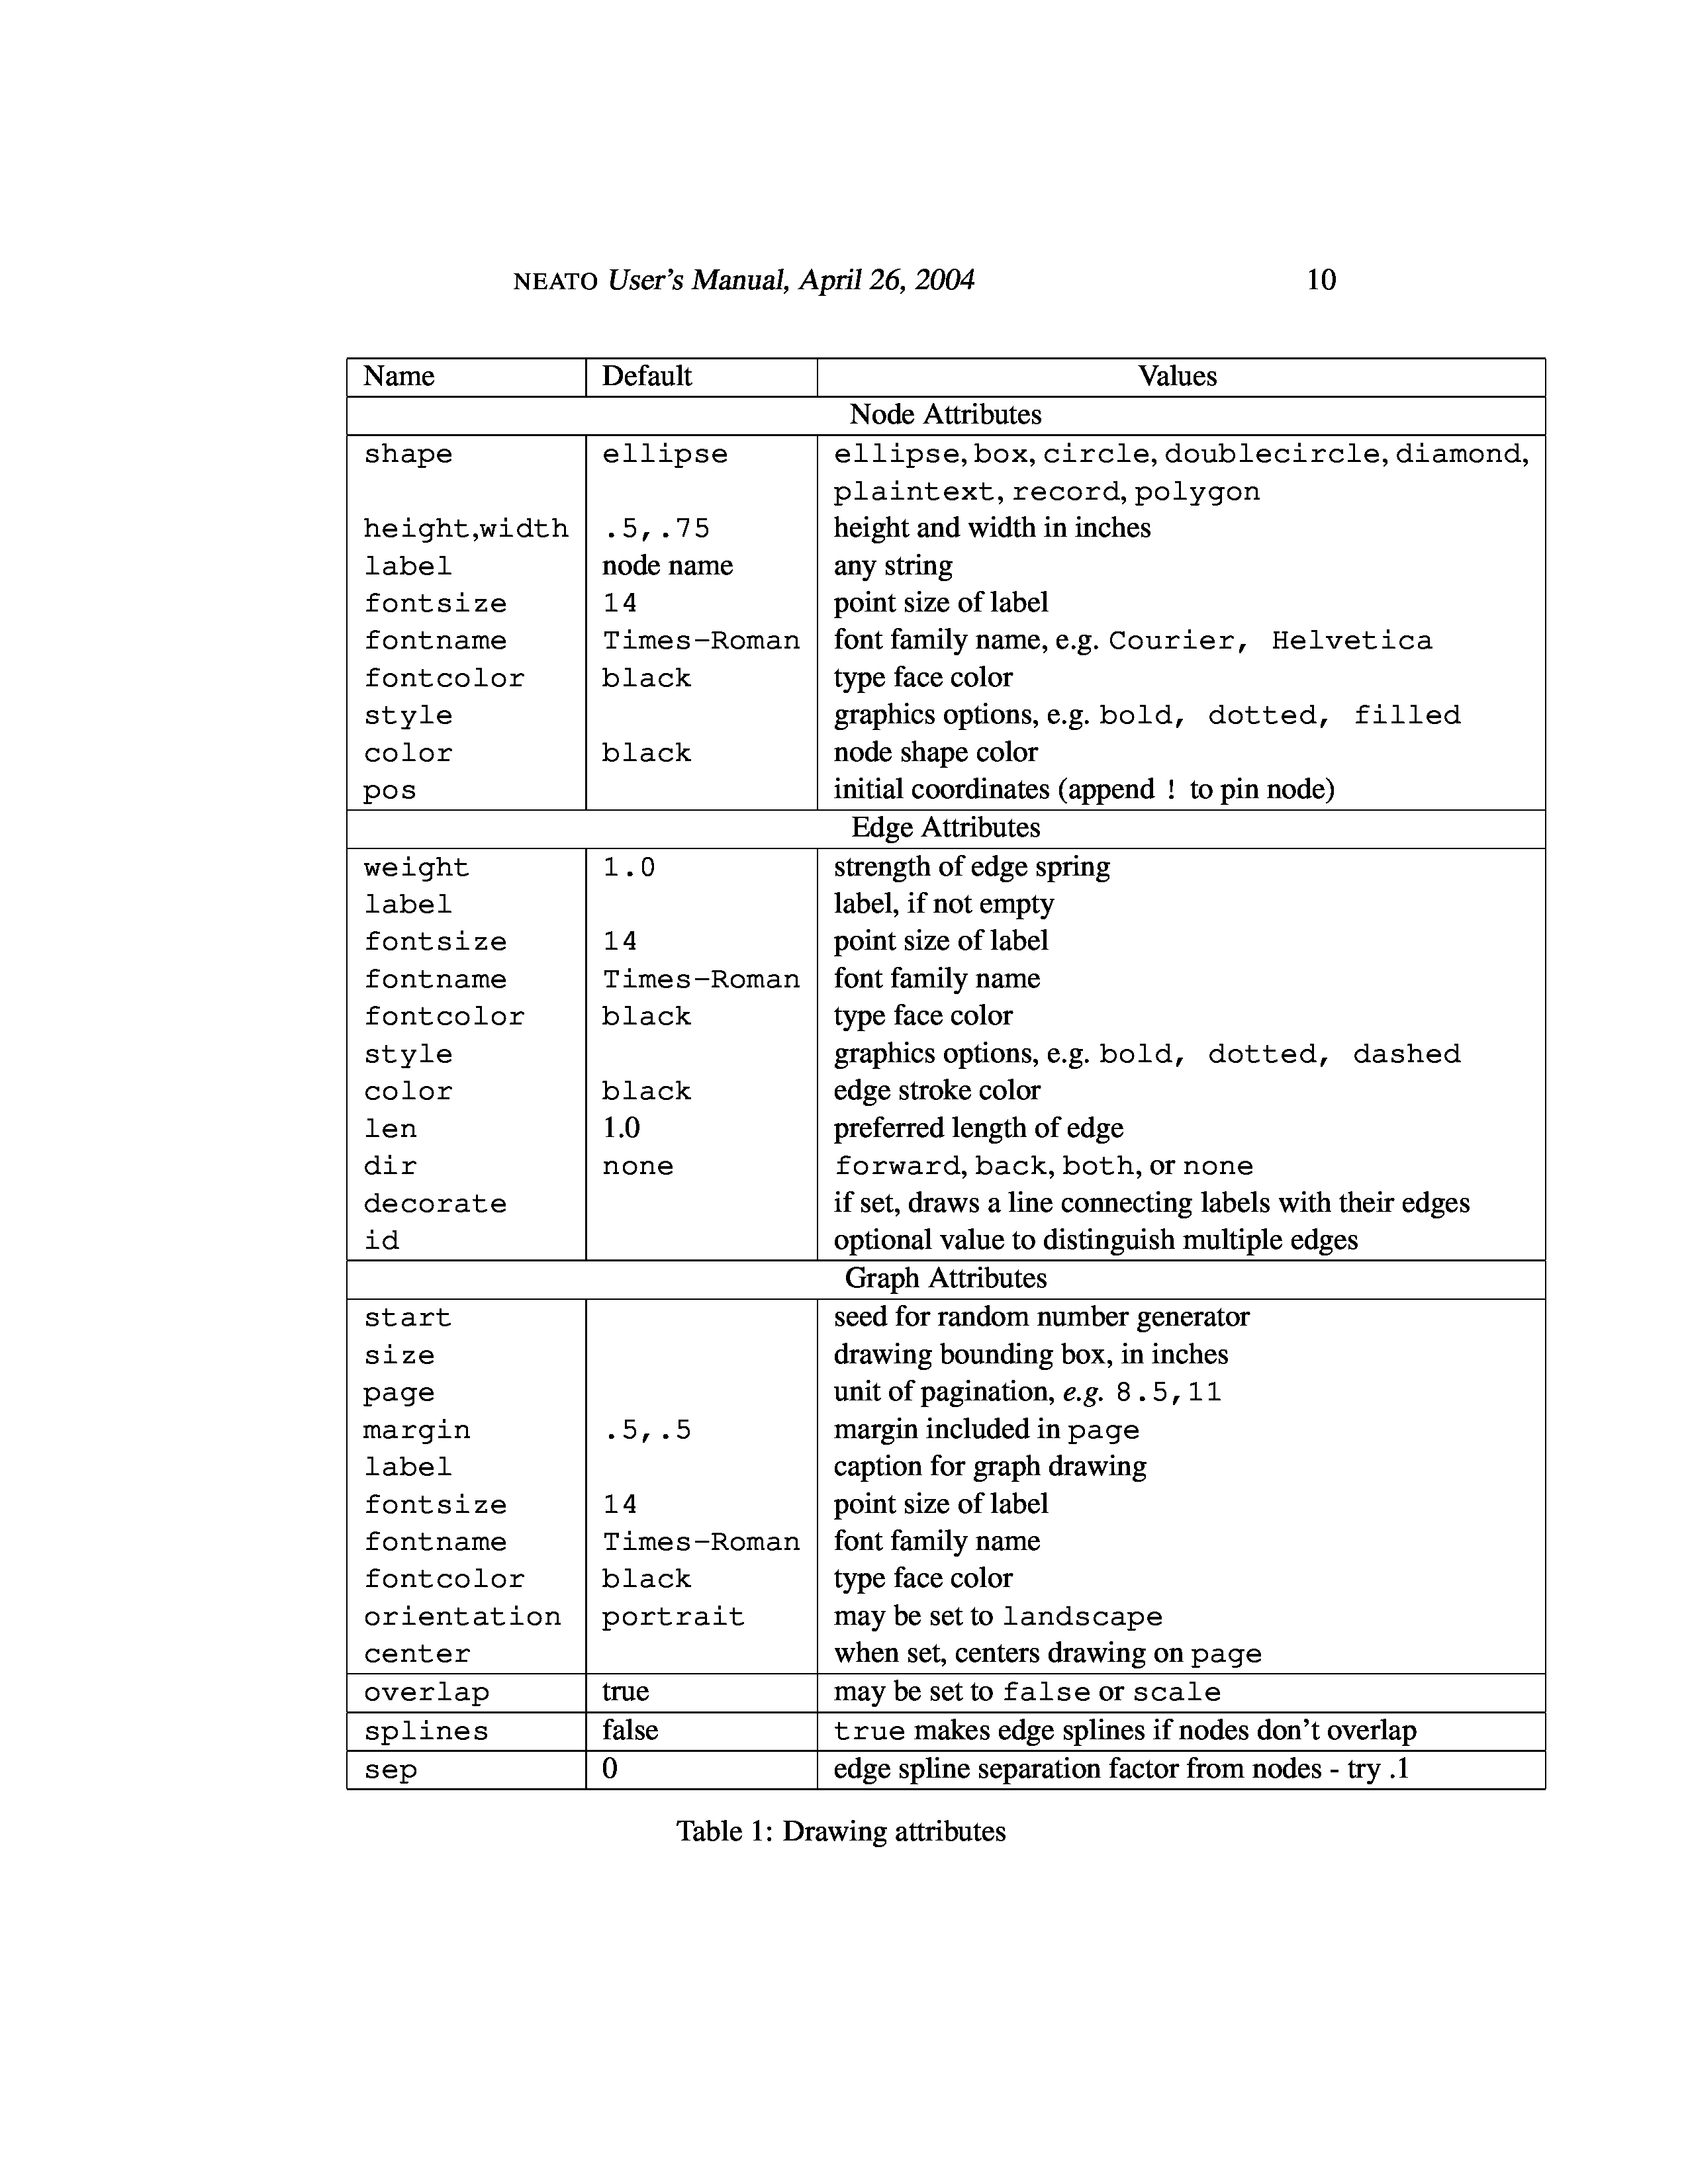 NEATO User's Manual, April 26, 2004 10
Name Default Values
Node Attributes
shape ellipse ellipse, box, circle, doublecircle, diamond,
plaintext, record, polygon
height,width .5,.75 height and width in inches
label node name any string
fontsize 14 point size of label
fontname Times-Roman font family name, e.g. Courier, Helvetica
fontcolor black type face color
style graphics options, e.g. bold, dotted, filled
color black node shape color
pos initial coordinates (append ! to pin node)
Edge Attributes
weight 1.0 strength of edge spring
label label, if not empty
fontsize 14 point size of label
fontname Times-Roman font family name
fontcolor black type face color
style graphics options, e.g. bold, dotted, dashed
color black edge stroke color
len 1.0 preferred length of edge
dir none forward, back, both, or none
decorate if set, draws a line connecting labels with their edges
id optional value to distinguish multiple edges
Graph Attributes
start seed for random number generator
size drawing bounding box, in inches
page unit of pagination, e.g. 8.5,11
margin .5,.5 margin included in page
label caption for graph drawing
fontsize 14 point size of label
fontname Times-Roman font family name
fontcolor black type face color
orientation portrait may be set to landscape
center when set, centers drawing on page
overlap true may be set to false or scale
splines false true makes edge splines if nodes don't overlap
sep 0 edge spline separation factor from nodes - try .1
Table 1: Drawing attributes